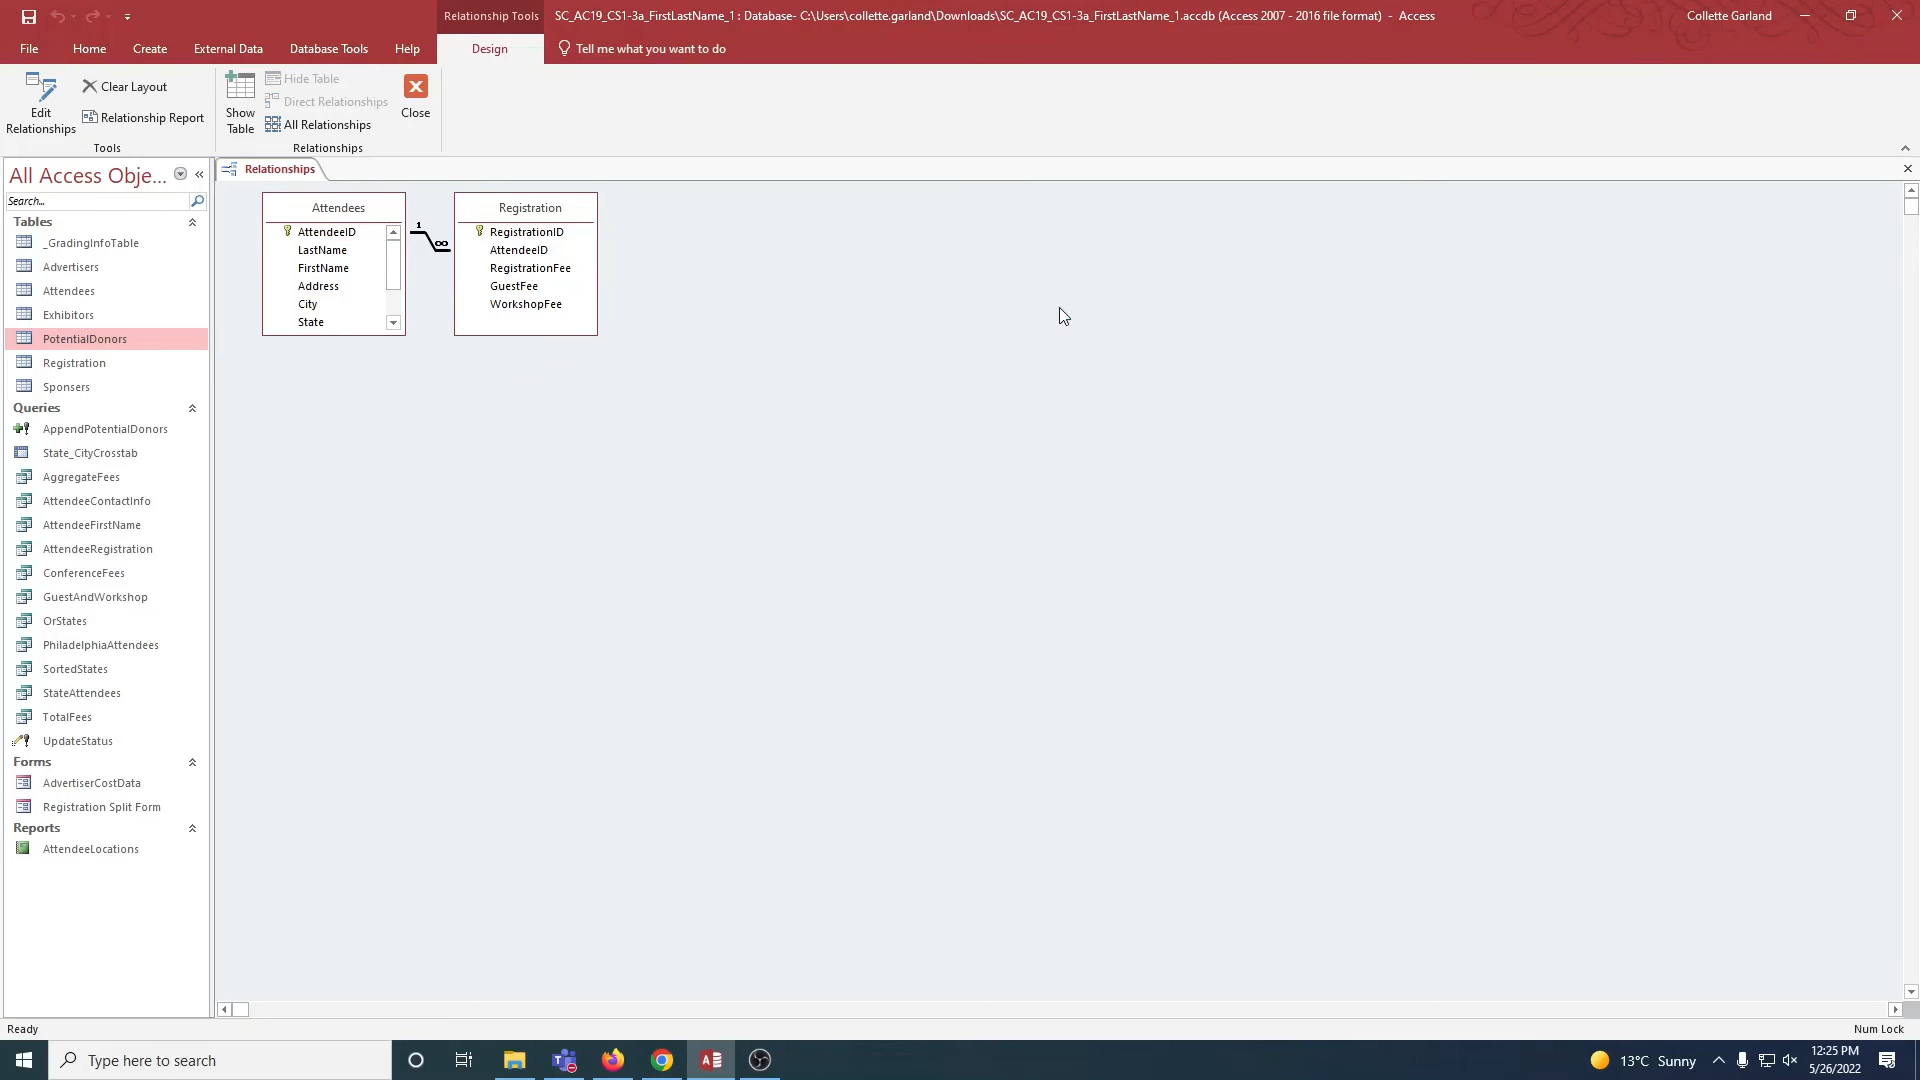 Relationship Tools
SC_AC19_CS1-3a_FirstLastName_1 : Database- C:\Users\collette.garland\Downloads\SC_AC19_CS1-3a_FirstLastName_1.accdb (Access 2007 - 2016 file format) - Access
Collette Garland
File Home Create External Data Database Tools Help Design Tell me what you want to do
Edit Relationships
Clear Layout
Relationship Report
Tools
Show Table
Hide Table
Direct Relationships
All Relationships
Relationships
Close
All Access Obje...
Search...
Tables
_GradingInfoTable
Advertisers
Attendees
Exhibitors
PotentialDonors
Registration
Sponsers
Queries
AppendPotentialDonors
State_CityCrosstab
AggregateFees
AttendeeContactInfo
AttendeeFirstName
AttendeeRegistration
ConferenceFees
GuestAndWorkshop
OrStates
PhiladelphiaAttendees
SortedStates
StateAttendees
TotalFees
UpdateStatus
Forms
AdvertiserCostData
Registration Split Form
Reports
AttendeeLocations
Relationships
Attendees
AttendeeID
LastName
FirstName
Address
City
State
1
∞
Registration
RegistrationID
AttendeeID
RegistrationFee
GuestFee
WorkshopFee
Ready
Num Lock
Type here to search
13°C Sunny
12:25 PM
5/26/2022